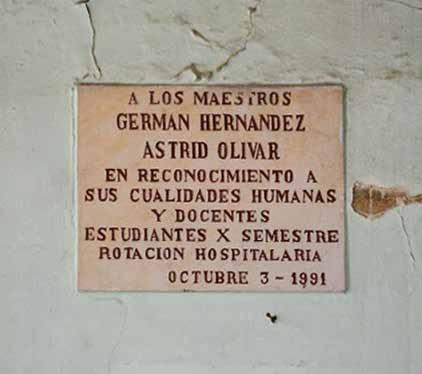 A LOS MAESTROS
GERMAN HERNANDEZ
ASTRID OLIVAR
EN RECONOCIMIENTO A
SUS CUALIDADES HUMANAS
Y DOCENTES
ESTUDIANTES X SEMESTRE
ROTACION HOSPITALARIA
OCTUBRE 3-1991